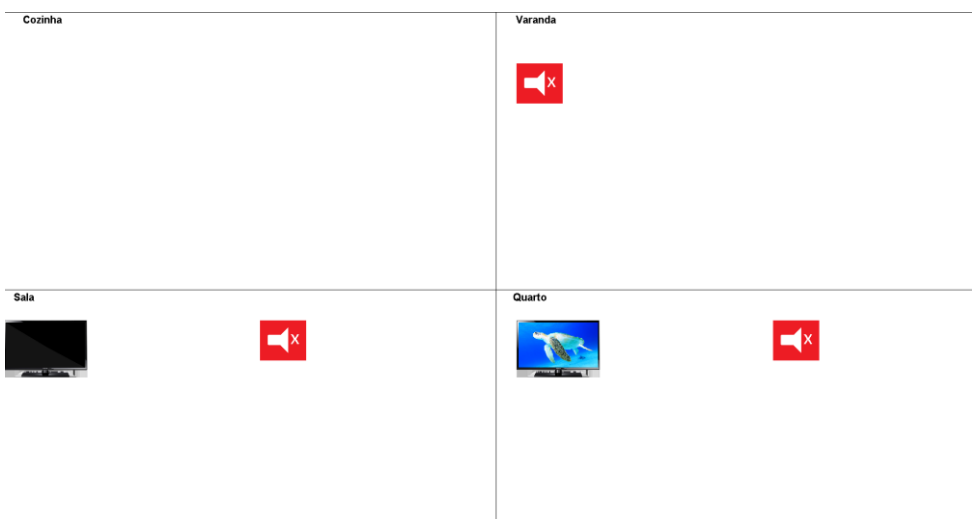 Cozinha
Varanda
X
Sala
X
Quarto
X